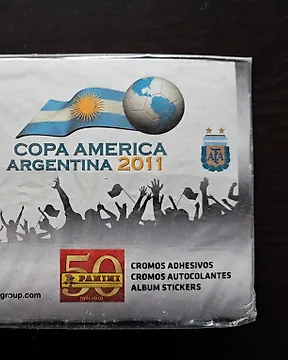 COPA AMERICA
ARGENTINA 2011
AFA
50
PANINI
1961-2011
CROMOS ADHESIVOS
CROMOS AUTOCOLANTES
ALBUM STICKERS
group.com